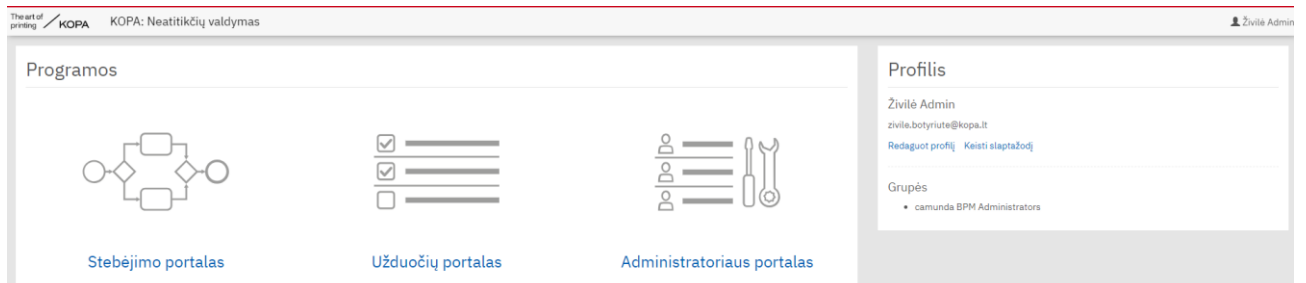 The art of
printing KOPA KOPA: Neatitikčių valdymas Živilė Admin
Programos
Stebėjimo portalas Užduočių portalas Administratoriaus portalas
Profilis
Živilė Admin
zivile.botyriute@kopa.lt
Redaguot profilį Keisti slaptažodį
Grupės
camunda BPM Administrators